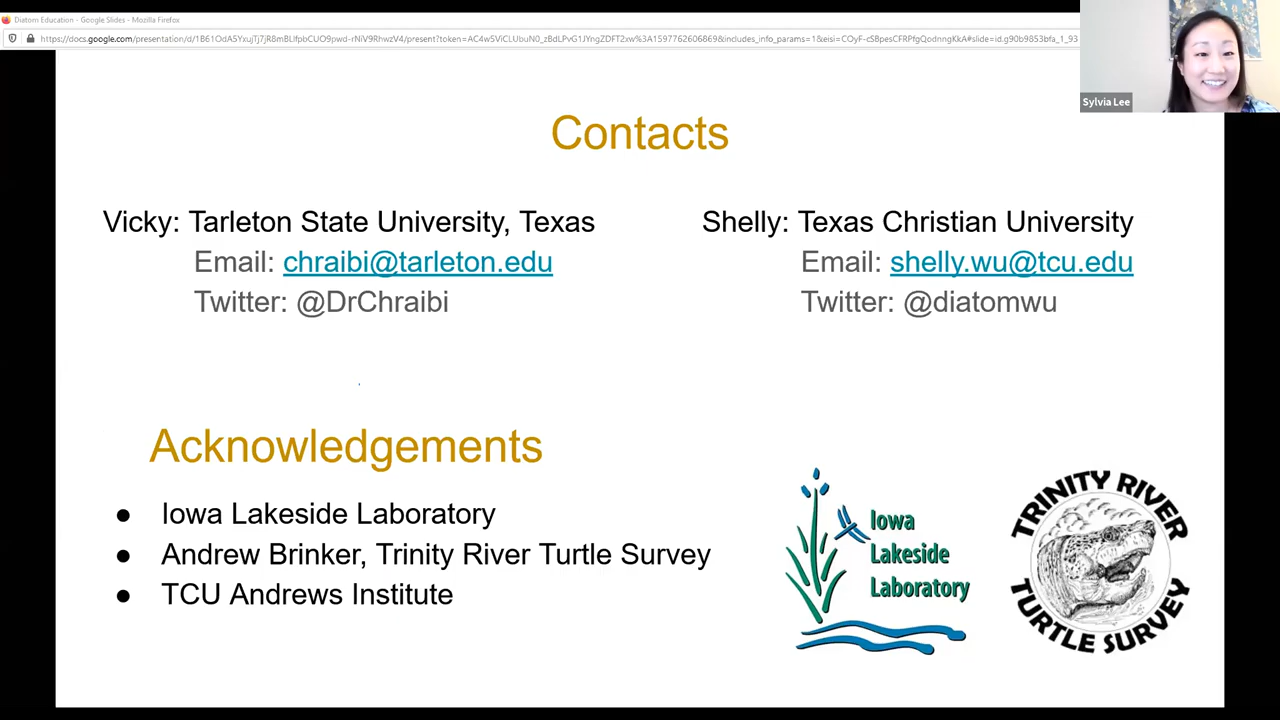 Diatom Education - Google Slides - Mozilla Firefox
Sylvia Lee
Contacts
Vicky: Tarleton State University, Texas
Email: chraibi@tarleton.edu
Twitter: @DrChraibi
Shelly: Texas Christian University
Email: shelly.wu@tcu.edu
Twitter: @diatomwu
Acknowledgements
● Iowa Lakeside Laboratory
● Andrew Brinker, Trinity River Turtle Survey
● TCU Andrews Institute
Iowa
Lakeside
Laboratory
TRINITY RIVER
TURTLE SURVEY